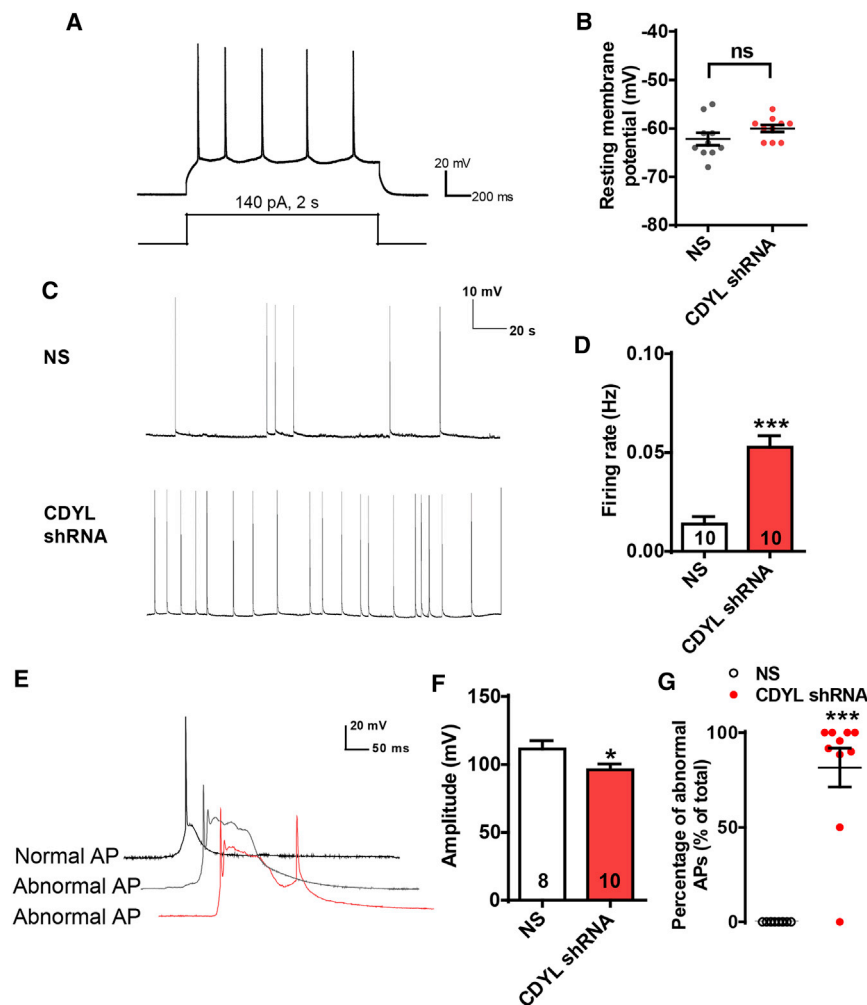 A
20 mV
200 ms
140 pA, 2 s
B
Resting membrane
potential (mV)
-40
-50
-60
-70
-80
ns
NS
CDYL shRNA
C
10 mV
20 s
NS
CDYL
shRNA
D
Firing rate (Hz)
0.10
0.05
0.00
***
10
10
NS
CDYL shRNA
E
20 mV
50 ms
Normal AP
Abnormal AP
Abnormal AP
F
Amplitude (mV)
150
100
50
0
*
8
10
NS
CDYL shRNA
G
NS
CDYL shRNA
Percentage of abnormal
APs (% of total)
100
50
0
***